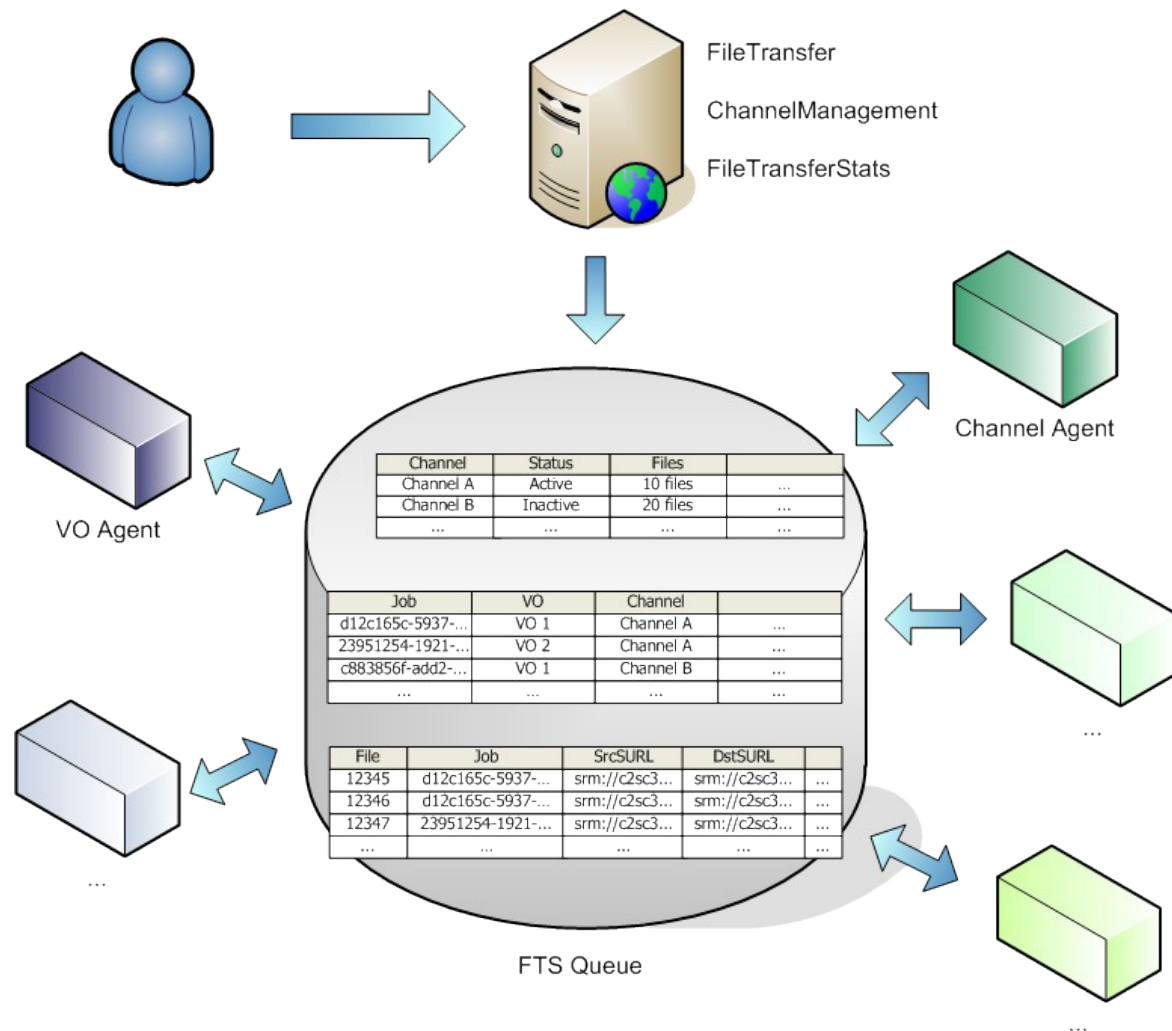 FileTransfer
ChannelManagement
FileTransferStats
Channel Agent
VO Agent
Channel Status Files
Channel A Active 10 files ...
Channel B Inactive 20 files ...
... ... ... ...
Job VO Channel
d12c165c-5937-... VO 1 Channel A ...
23951254-1921-... VO 2 Channel A ...
c883856f-add2-... VO 1 Channel B ...
... ... ... ...
...
File Job SrcSURL DstSURL
12345 d12c165c-5937-... srm://c2sc3... srm://c2sc3... ...
12346 d12c165c-5937-... srm://c2sc3... srm://c2sc3... ...
12347 23951254-1921-... srm://c2sc3... srm://c2sc3... ...
... ... ... ... ...
...
FTS Queue
...